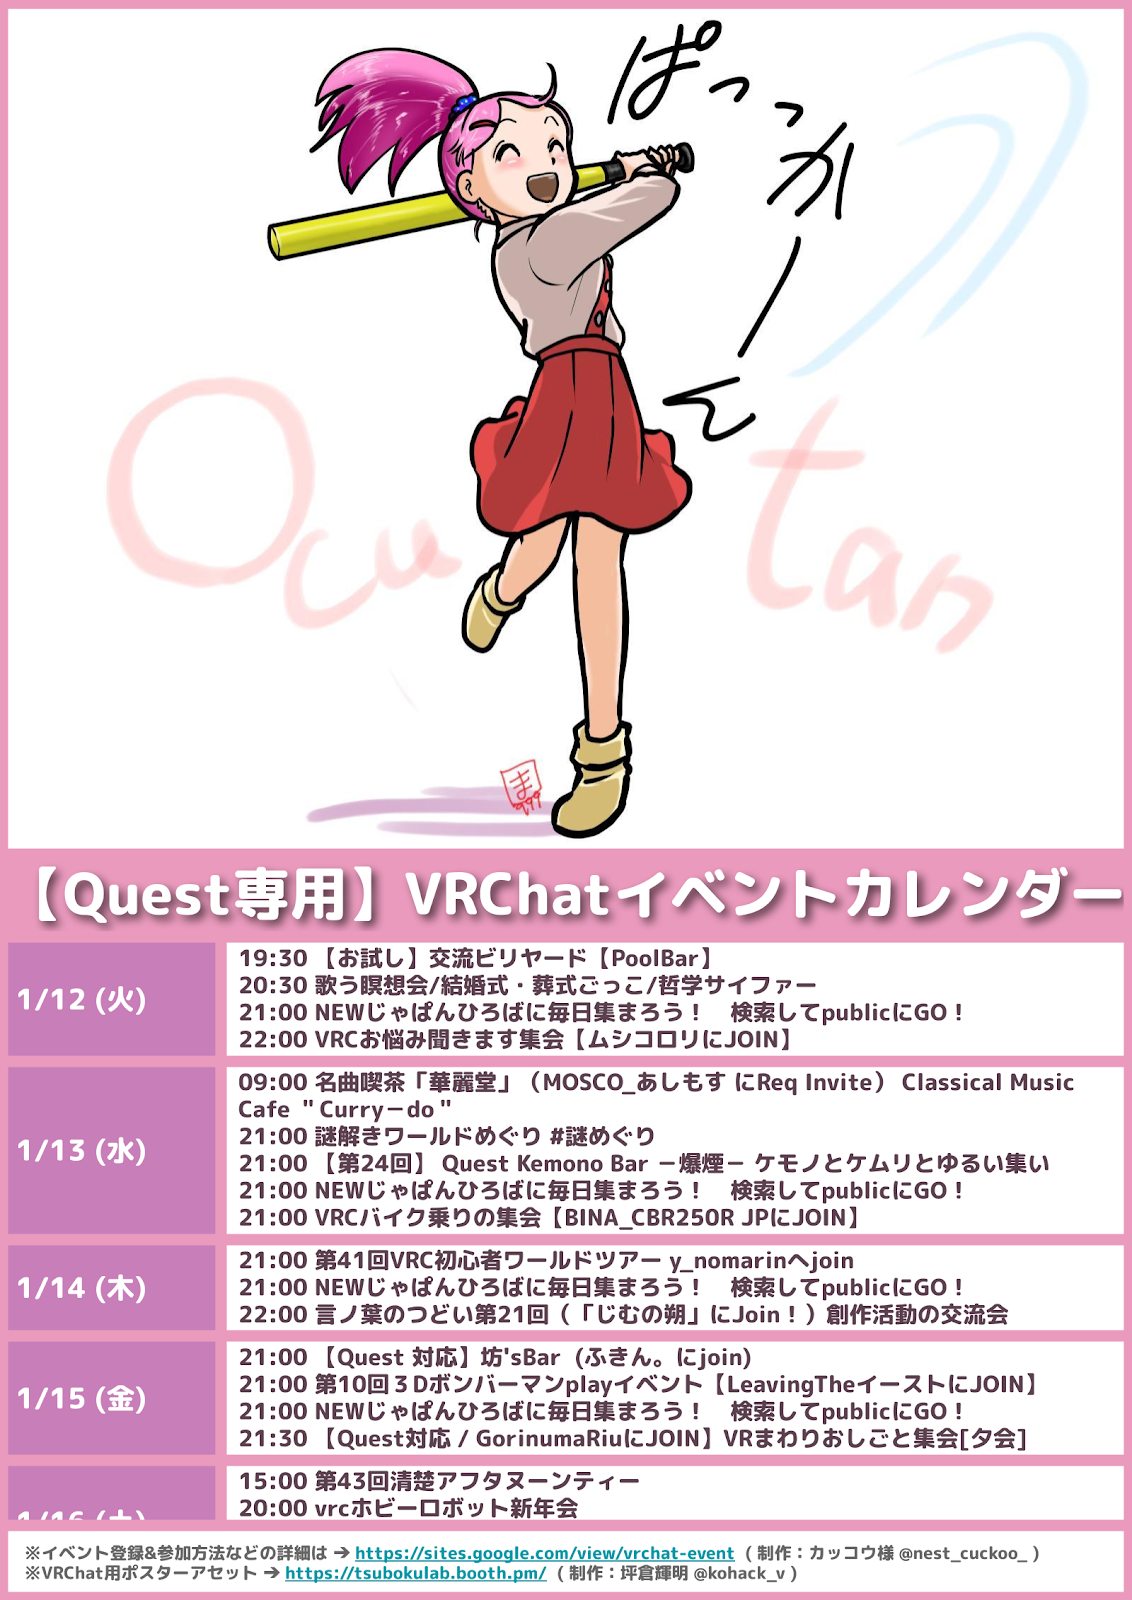 ぱっっかーん
Ocutan
ま
999
【Quest専用】VRChatイベントカレンダー
1/12 (火)
19:30 【お試し】交流ビリヤード【PoolBar】
20:30 歌う瞑想会/結婚式・葬式ごっこ/哲学サイファー
21:00 NEWじゃぱんひろばに毎日集まろう！　検索してpublicにGO！
22:00 VRCお悩み聞きます集会【ムシコロリにJOIN】
1/13 (水)
09:00 名曲喫茶「華麗堂」（MOSCO_あしもす にReq Invite） Classical Music
Cafe ＂Curry－do＂
21:00 謎解きワールドめぐり #謎めぐり
21:00 【第24回】 Quest Kemono Bar －爆煙－ ケモノとケムリとゆるい集い
21:00 NEWじゃぱんひろばに毎日集まろう！　検索してpublicにGO！
21:00 VRCバイク乗りの集会【BINA_CBR250R JPにJOIN】
1/14 (木)
21:00 第41回VRC初心者ワールドツアー y_nomarinへjoin
21:00 NEWじゃぱんひろばに毎日集まろう！　検索してpublicにGO！
22:00 言ノ葉のつどい第21回（「じむの朔」にJoin！）創作活動の交流会
1/15 (金)
21:00 【Quest 対応】坊'sBar（ふきん。にjoin)
21:00 第10回３Dボンバーマンplayイベント【LeavingTheイーストにJOIN】
21:00 NEWじゃぱんひろばに毎日集まろう！　検索してpublicにGO！
21:30 【Quest対応 / GorinumaRiuにJOIN】VRまわりおしごと集会[夕会]
1/16 (土)
15:00 第43回清楚アフタヌーンティー
20:00 vrcホビーロボット新年会
※イベント登録&参加方法などの詳細は ➔ https://sites.google.com/view/vrchat-event （ 制作：カッコウ様 @nest_cuckoo_ ）
※VRChat用ポスターアセット ➔ https://tsubokulab.booth.pm/ （ 制作：坪倉輝明 @kohack_v ）